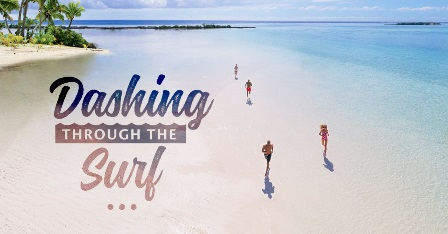 Dashing
THROUGH THE
Surf
...